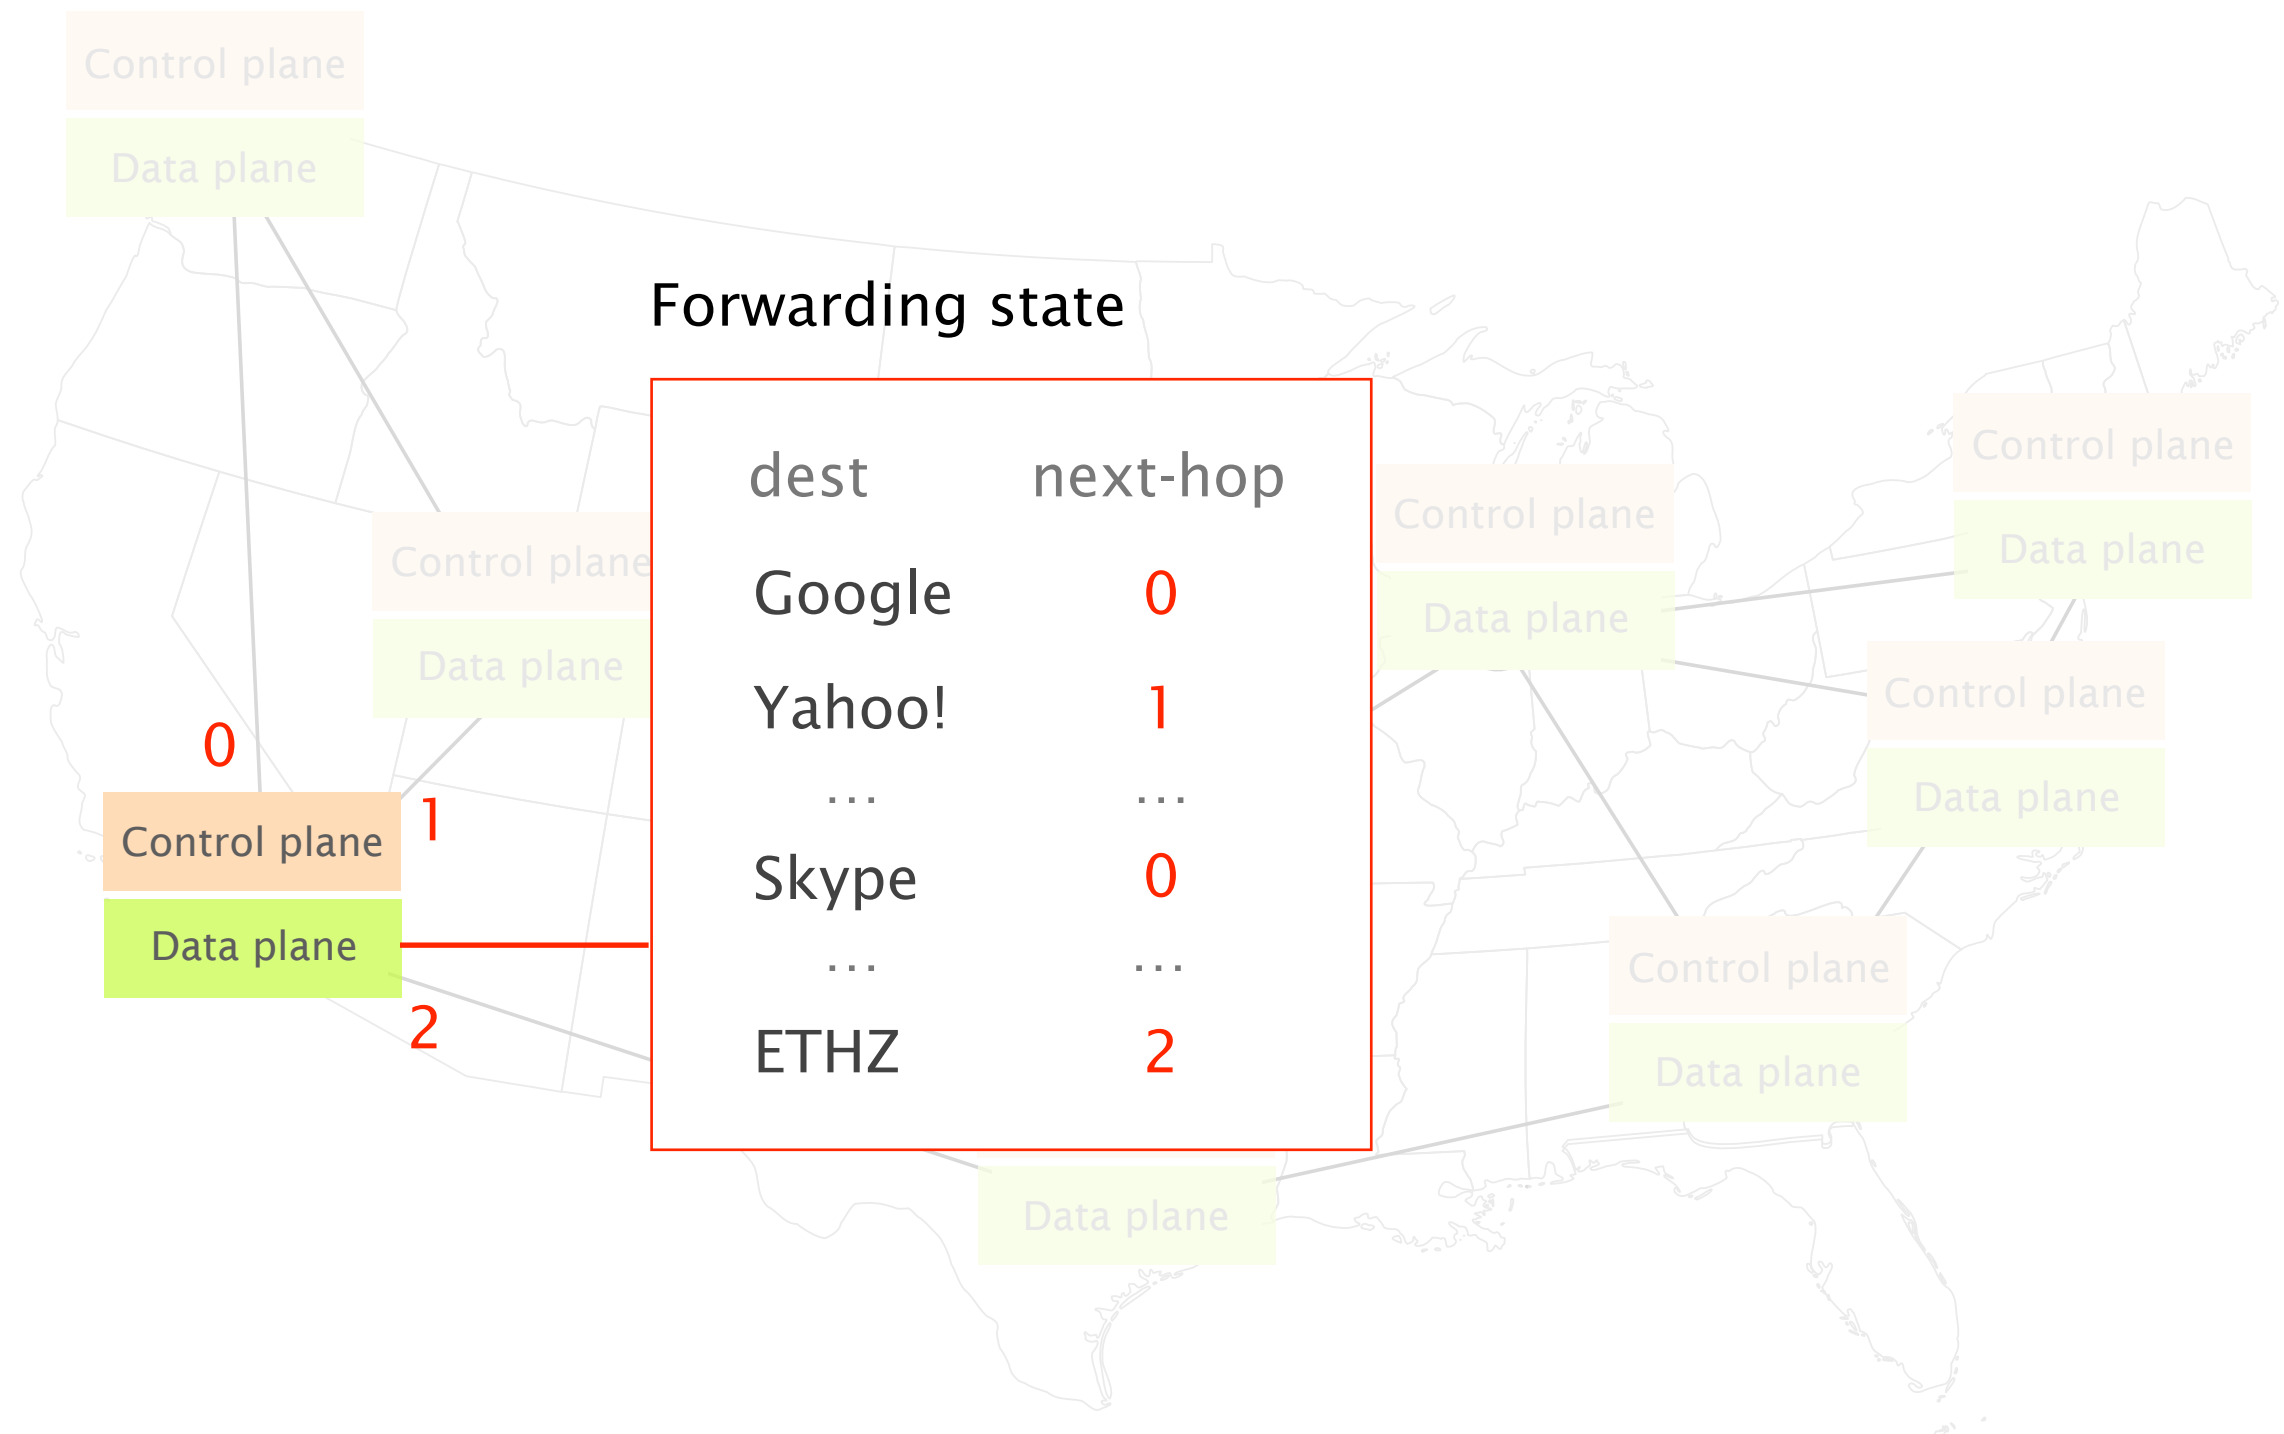 Control plane
Data plane
Forwarding state
dest next-hop
Google 0
Yahoo! 1
... ...
Skype 0
... ...
ETHZ 2
Control plane
Data plane
0
1
Control plane
Data plane
2
Control plane
Data plane
Control plane
Data plane
Control plane
Data plane
Control plane
Data plane
Data plane